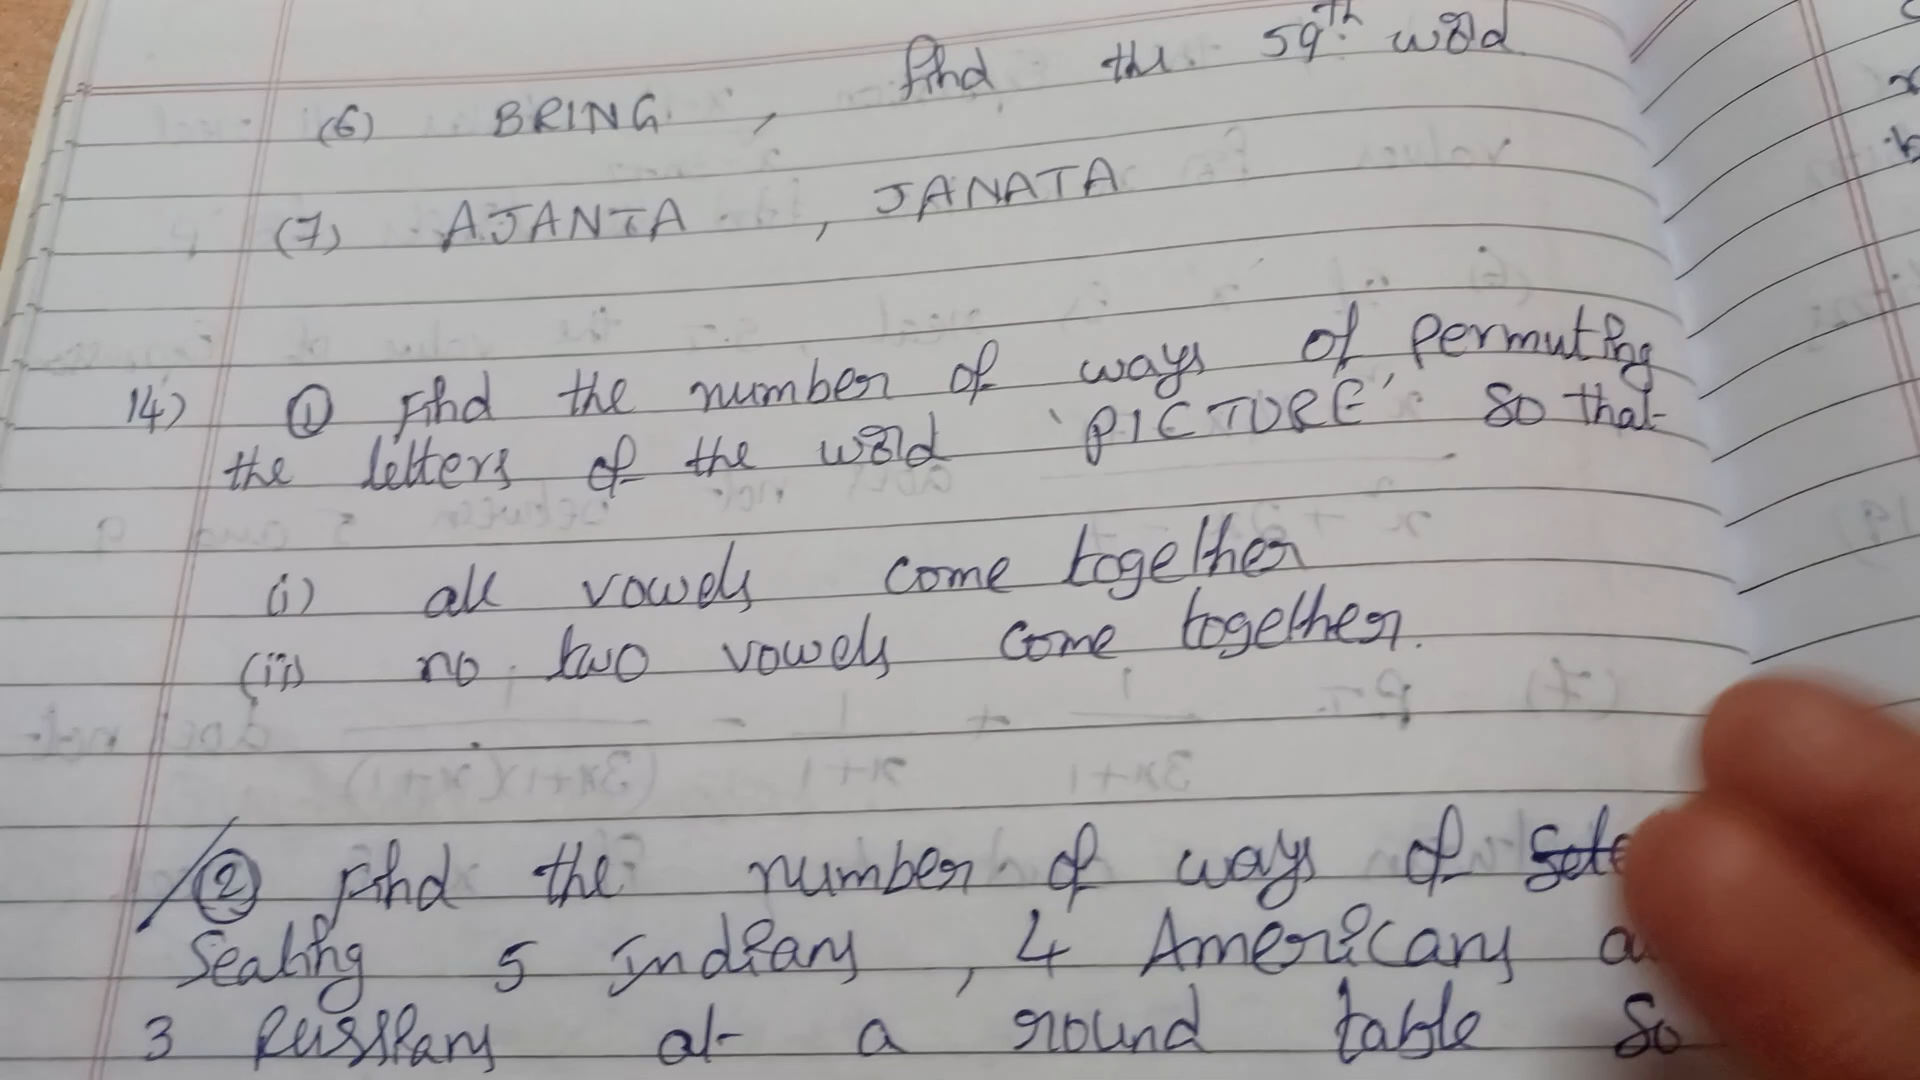 (6) BRING, find the 59th word
(7) AJANTA, JANATA
14) ① Find the number of ways of permuting
the letters of the word 'PICTURE' so that
(i) all vowels come together
(ii) no two vowels come together.
② Find the number of ways of
Seating 5 Indians, 4 Americans
3 Russians at a round table so